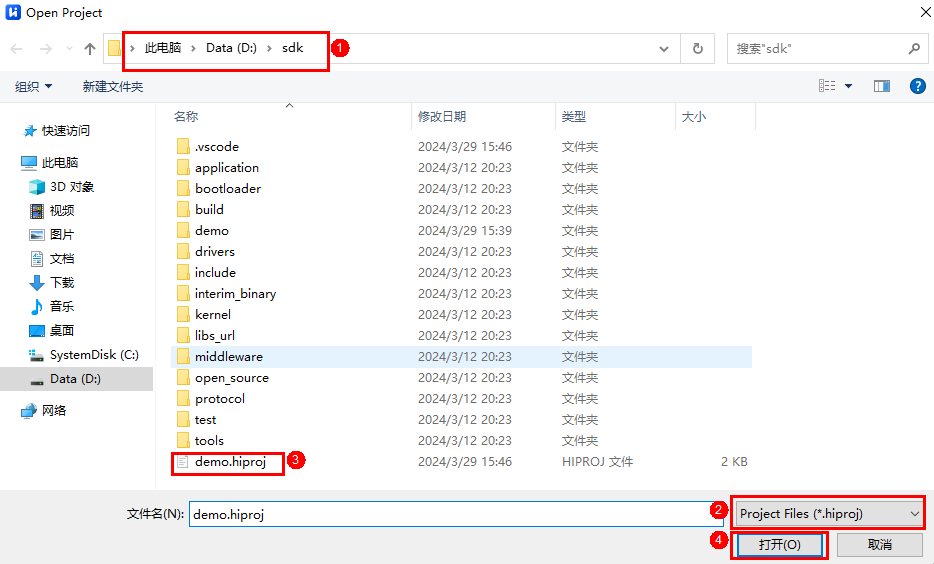 Open Project
此电脑 › Data (D:) › sdk 1
搜索"sdk"
组织 新建文件夹
名称 修改日期 类型 大小
快速访问
此电脑
3D 对象
视频
图片
文档
下载
音乐
桌面
SystemDisk (C:)
Data (D:)
网络
.vscode 2024/3/29 15:46 文件夹
application 2024/3/12 20:23 文件夹
bootloader 2024/3/12 20:23 文件夹
build 2024/3/12 20:23 文件夹
demo 2024/3/29 15:39 文件夹
drivers 2024/3/12 20:23 文件夹
include 2024/3/12 20:23 文件夹
interim_binary 2024/3/12 20:23 文件夹
kernel 2024/3/12 20:23 文件夹
libs_url 2024/3/12 20:23 文件夹
middleware 2024/3/12 20:23 文件夹
open_source 2024/3/12 20:23 文件夹
protocol 2024/3/12 20:23 文件夹
test 2024/3/12 20:23 文件夹
tools 2024/3/12 20:23 文件夹
demo.hiproj 3 2024/3/29 15:46 HIPROJ 文件 2 KB
文件名(N): demo.hiproj 2 Project Files (*.hiproj)
4 打开(O) 取消